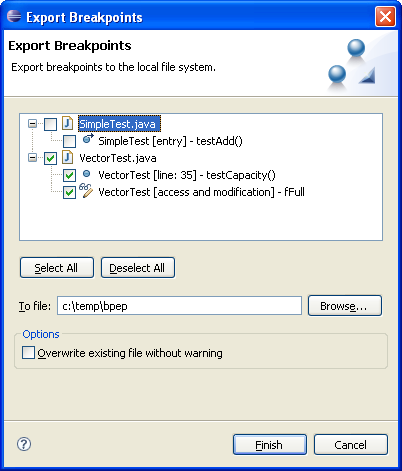 Export Breakpoints
Export Breakpoints
Export breakpoints to the local file system.
SimpleTest.java
SimpleTest [entry] - testAdd()
VectorTest.java
VectorTest [line: 35] - testCapacity()
VectorTest [access and modification] - fFull
Select All
Deselect All
To file:
c:\temp\bpep
Browse...
Options
Overwrite existing file without warning
?
Finish
Cancel